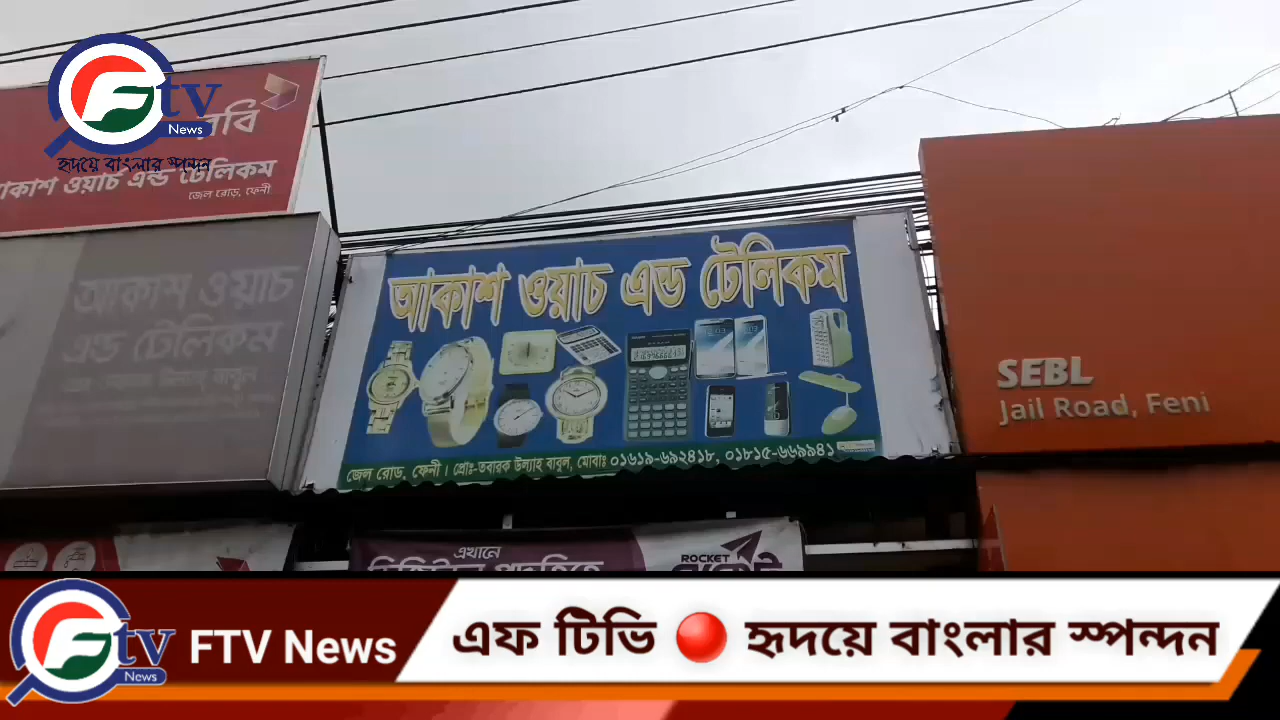 Ftv
News
হৃদয়ে বাংলার স্পন্দন
রবি
আকাশ ওয়াচ এন্ড টেলিকম
জেল রোড, ফেনী
আকাশ ওয়াচ
এন্ড টেলিকম
আকাশ ওয়াচ এন্ড টেলিকম
জেল রোড, ফেনী । প্রোঃ-তবারক উল্যাহ বাবুল, মোবাঃ ০১৬১৯-৬৯২৪১৮, ০১৮১৫-৬৬৯৯৪১
SEBL
Jail Road, Feni
এখানে
ROCKET
Ftv
News
FTV News
এফ টিভি হৃদয়ে বাংলার স্পন্দন